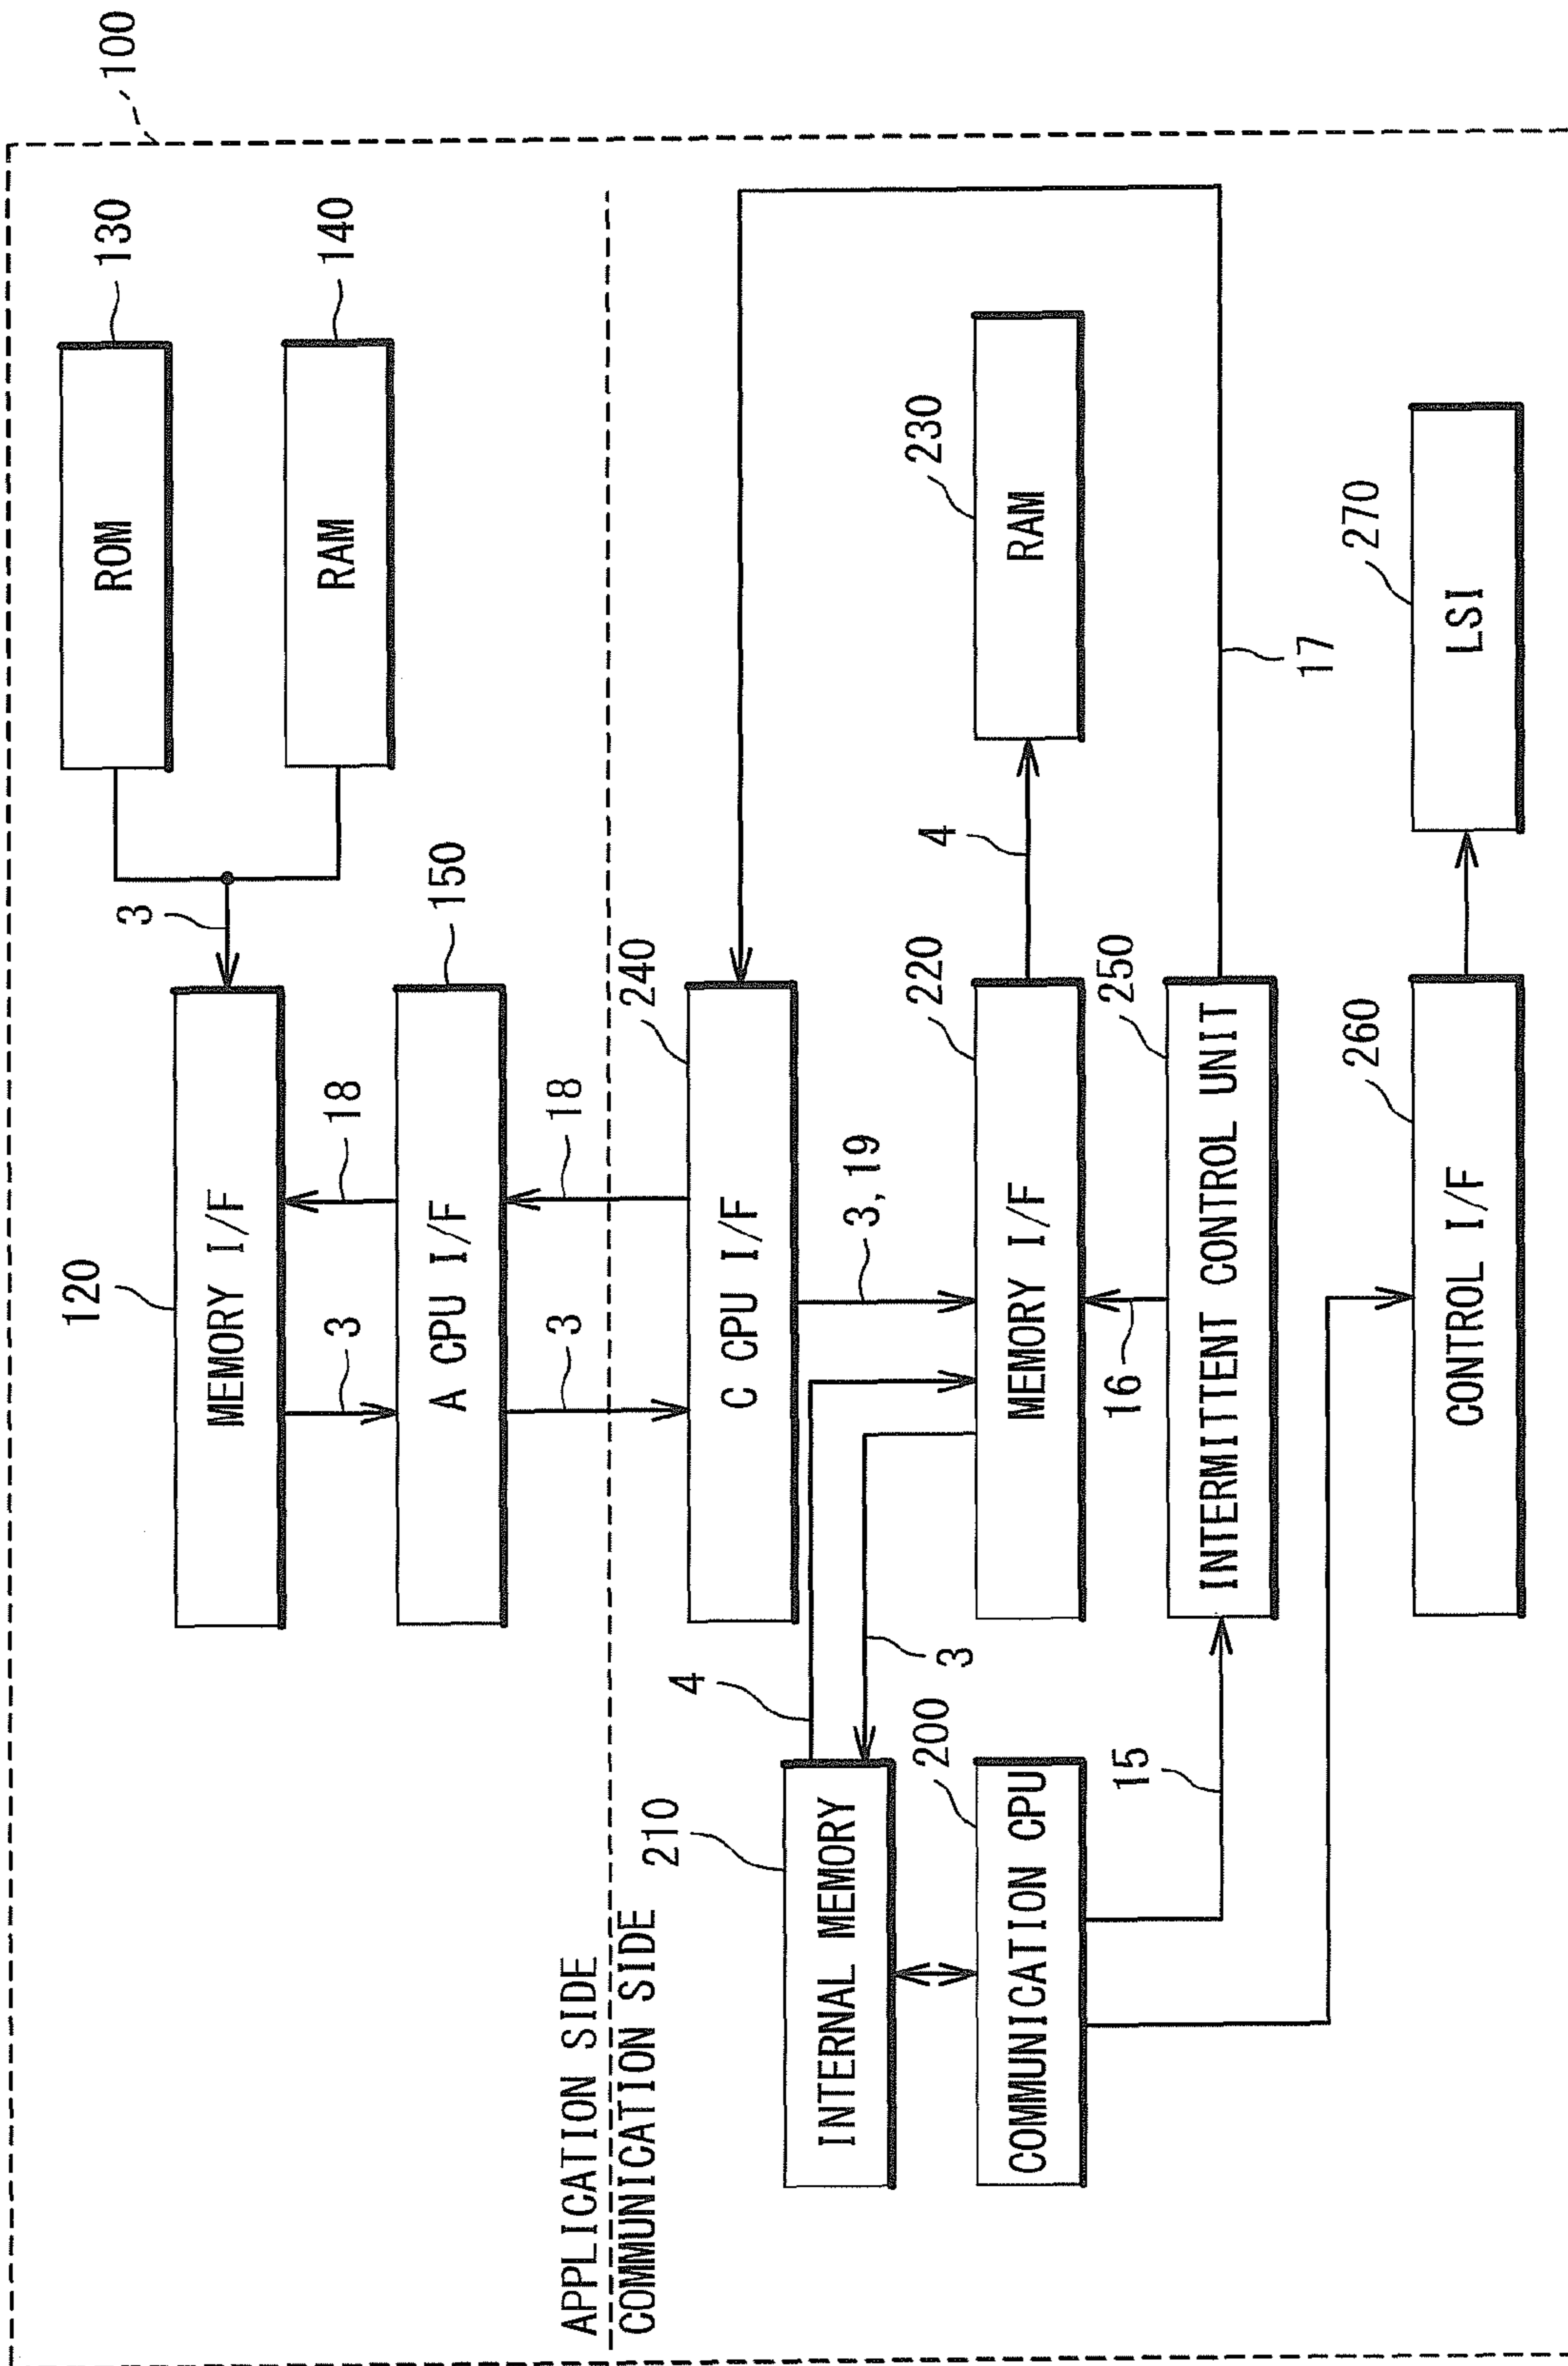 100
ROM
130
RAM
140
3
120
MEMORY I/F
18
3
A CPU I/F
150
18
3
APPLICATION SIDE
COMMUNICATION SIDE
C CPU I/F
240
3, 19
4
3
210
INTERNAL MEMORY
200
COMMUNICATION CPU
MEMORY I/F
220
4
RAM
230
16
15
INTERMITTENT CONTROL UNIT
250
17
CONTROL I/F
260
LSI
270